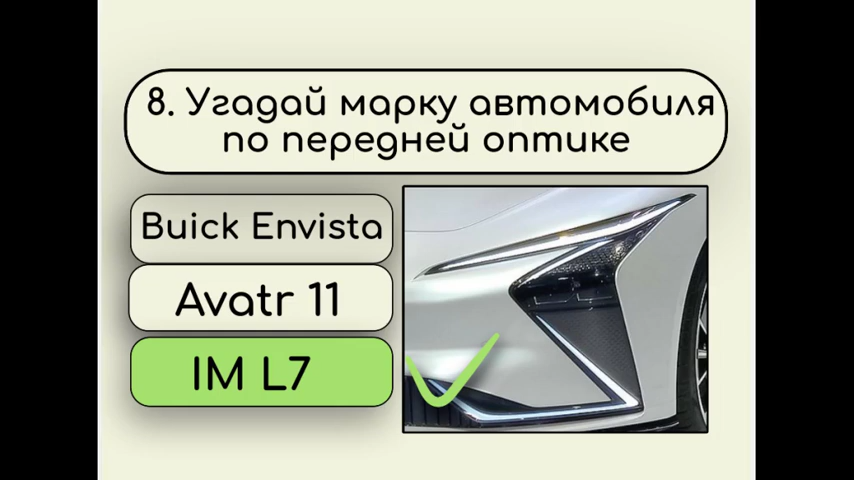 8. Угадай марку автомобиля
по передней оптике
Buick Envista
Avatr 11
IM L7